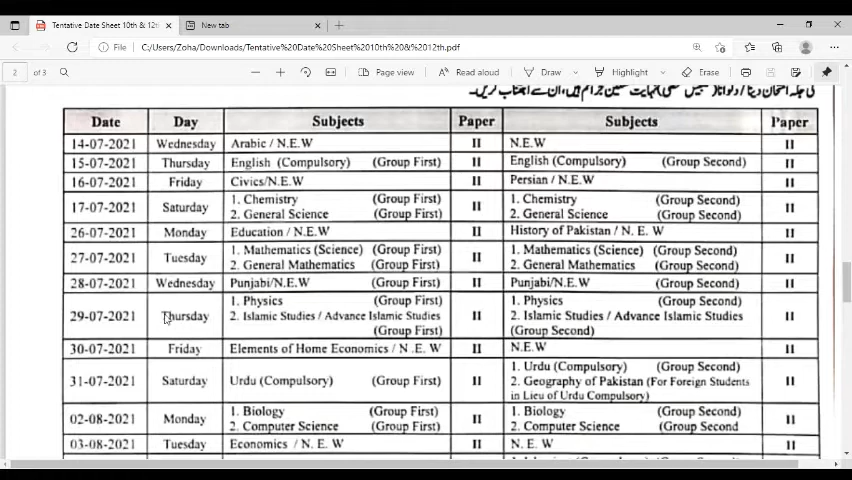 Tentative Date Sheet 10th & 12th
New tab
File C:/Users/Zoha/Downloads/Tentative%20Date%20Sheet%2010th%20&%2012th.pdf
2 of 3 Page view Read aloud Draw Highlight Erase
Date Day Subjects Paper Subjects Paper
14-07-2021 Wednesday Arabic / N.E.W II N.E.W II
15-07-2021 Thursday English (Compulsory) (Group First) II English (Compulsory) (Group Second) II
16-07-2021 Friday Civics/N.E.W II Persian / N.E.W II
17-07-2021 Saturday 1. Chemistry (Group First) II 1. Chemistry (Group Second) II
2. General Science (Group First) 2. General Science (Group Second)
26-07-2021 Monday Education / N.E.W II History of Pakistan / N. E. W II
27-07-2021 Tuesday 1. Mathematics (Science) (Group First) II 1. Mathematics (Science) (Group Second) II
2. General Mathematics (Group First) 2. General Mathematics (Group Second)
28-07-2021 Wednesday Punjabi/N.E.W II Punjabi/N.E.W II
29-07-2021 Thursday 1. Physics (Group First) II 1. Physics (Group Second) II
2. Islamic Studies / Advance Islamic Studies 2. Islamic Studies / Advance Islamic Studies
(Group First) (Group Second)
30-07-2021 Friday Elements of Home Economics / N .E. W II N.E.W II
31-07-2021 Saturday Urdu (Compulsory) (Group First) II 1. Urdu (Compulsory) (Group Second) II
2. Geography of Pakistan (For Foreign Students
in Lieu of Urdu Compulsory)
02-08-2021 Monday 1. Biology (Group First) II 1. Biology (Group Second) II
2. Computer Science (Group First) 2. Computer Science (Group Second
03-08-2021 Tuesday Economics / N. E. W II N. E. W II